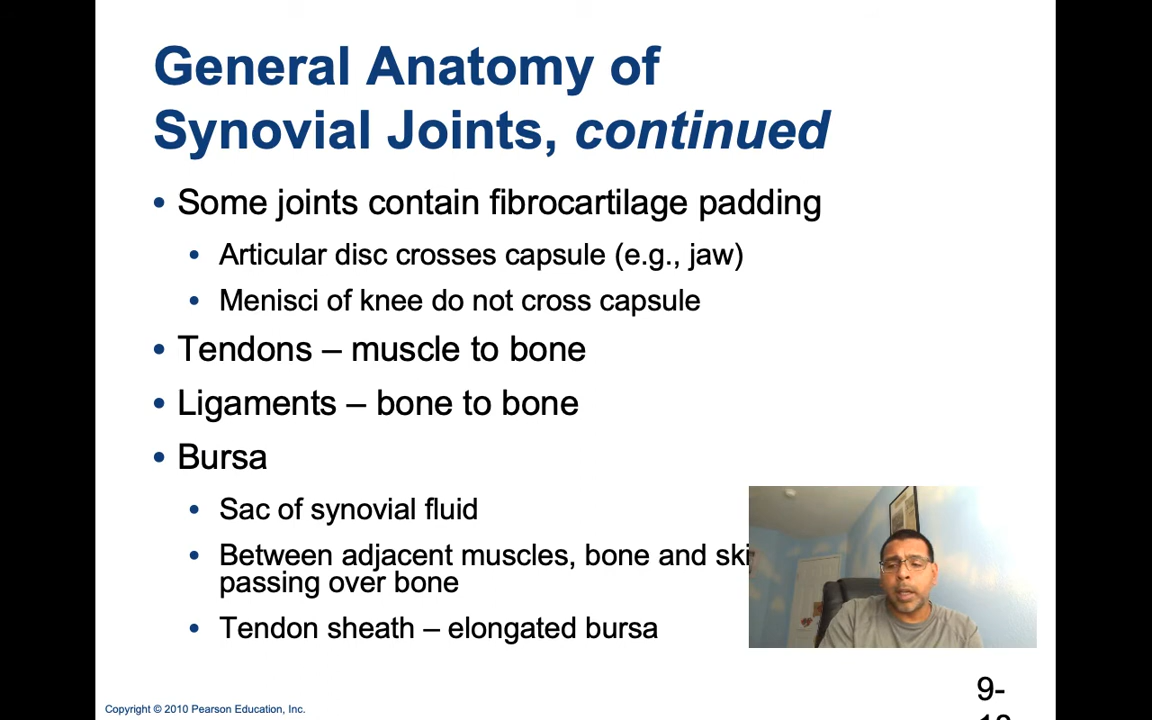 General Anatomy of
Synovial Joints, continued
• Some joints contain fibrocartilage padding
• Articular disc crosses capsule (e.g., jaw)
• Menisci of knee do not cross capsule
• Tendons – muscle to bone
• Ligaments – bone to bone
• Bursa
• Sac of synovial fluid
• Between adjacent muscles, bone and
passing over bone
• Tendon sheath – elongated bursa
9-
Copyright © 2010 Pearson Education, Inc.